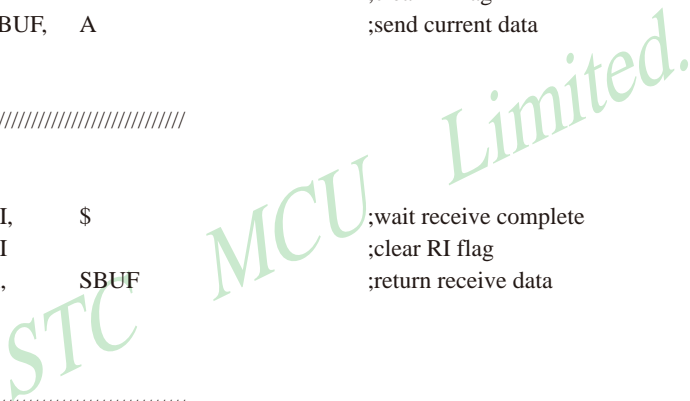 BUF, A ;send current data
///////////////////////////
I, $ ;wait receive complete
I ;clear RI flag
, SBUF ;return receive data
STC MCU Limited.